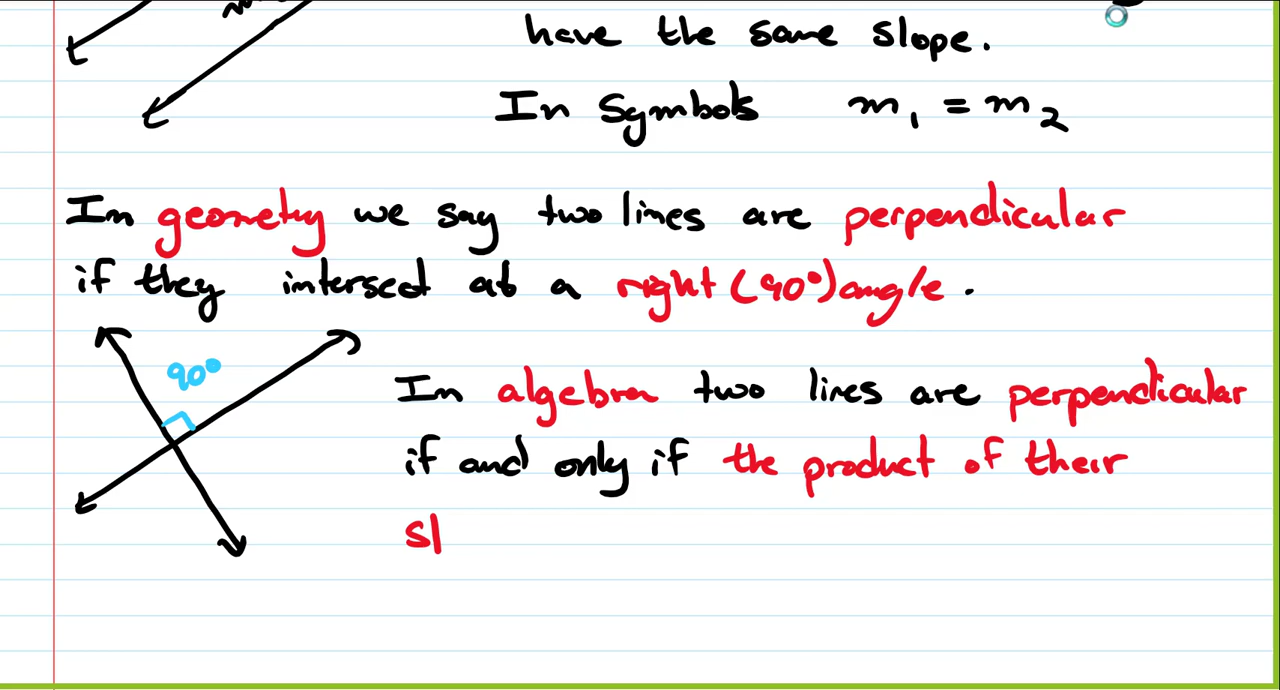 have the same slope.
In Symbols m₁ = m₂
In geometry we say two lines are perpendicular
if they intersect at a right (90°) angle.
90°
In algebra two lines are perpendicular
if and only if the product of their
sl